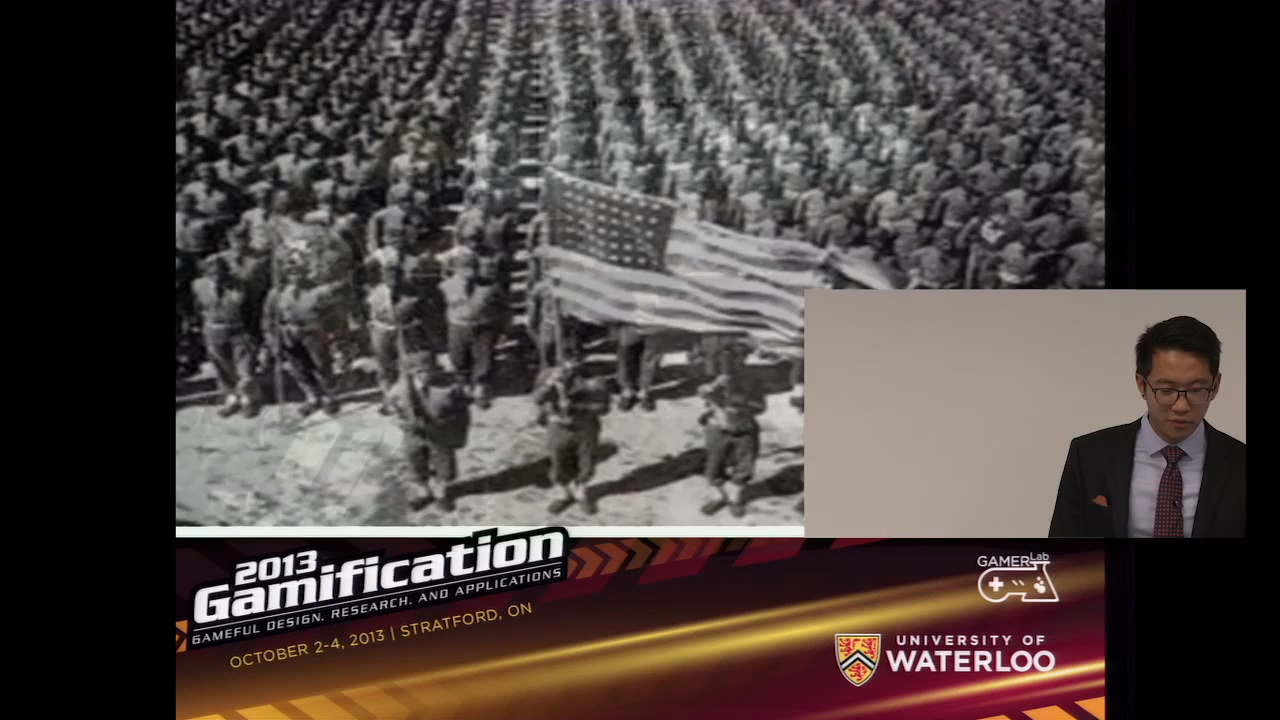 2013
Gamification
GAMEFUL DESIGN, RESEARCH, AND APPLICATIONS
OCTOBER 2-4, 2013 | STRATFORD, ON
GAMER Lab
UNIVERSITY OF
WATERLOO